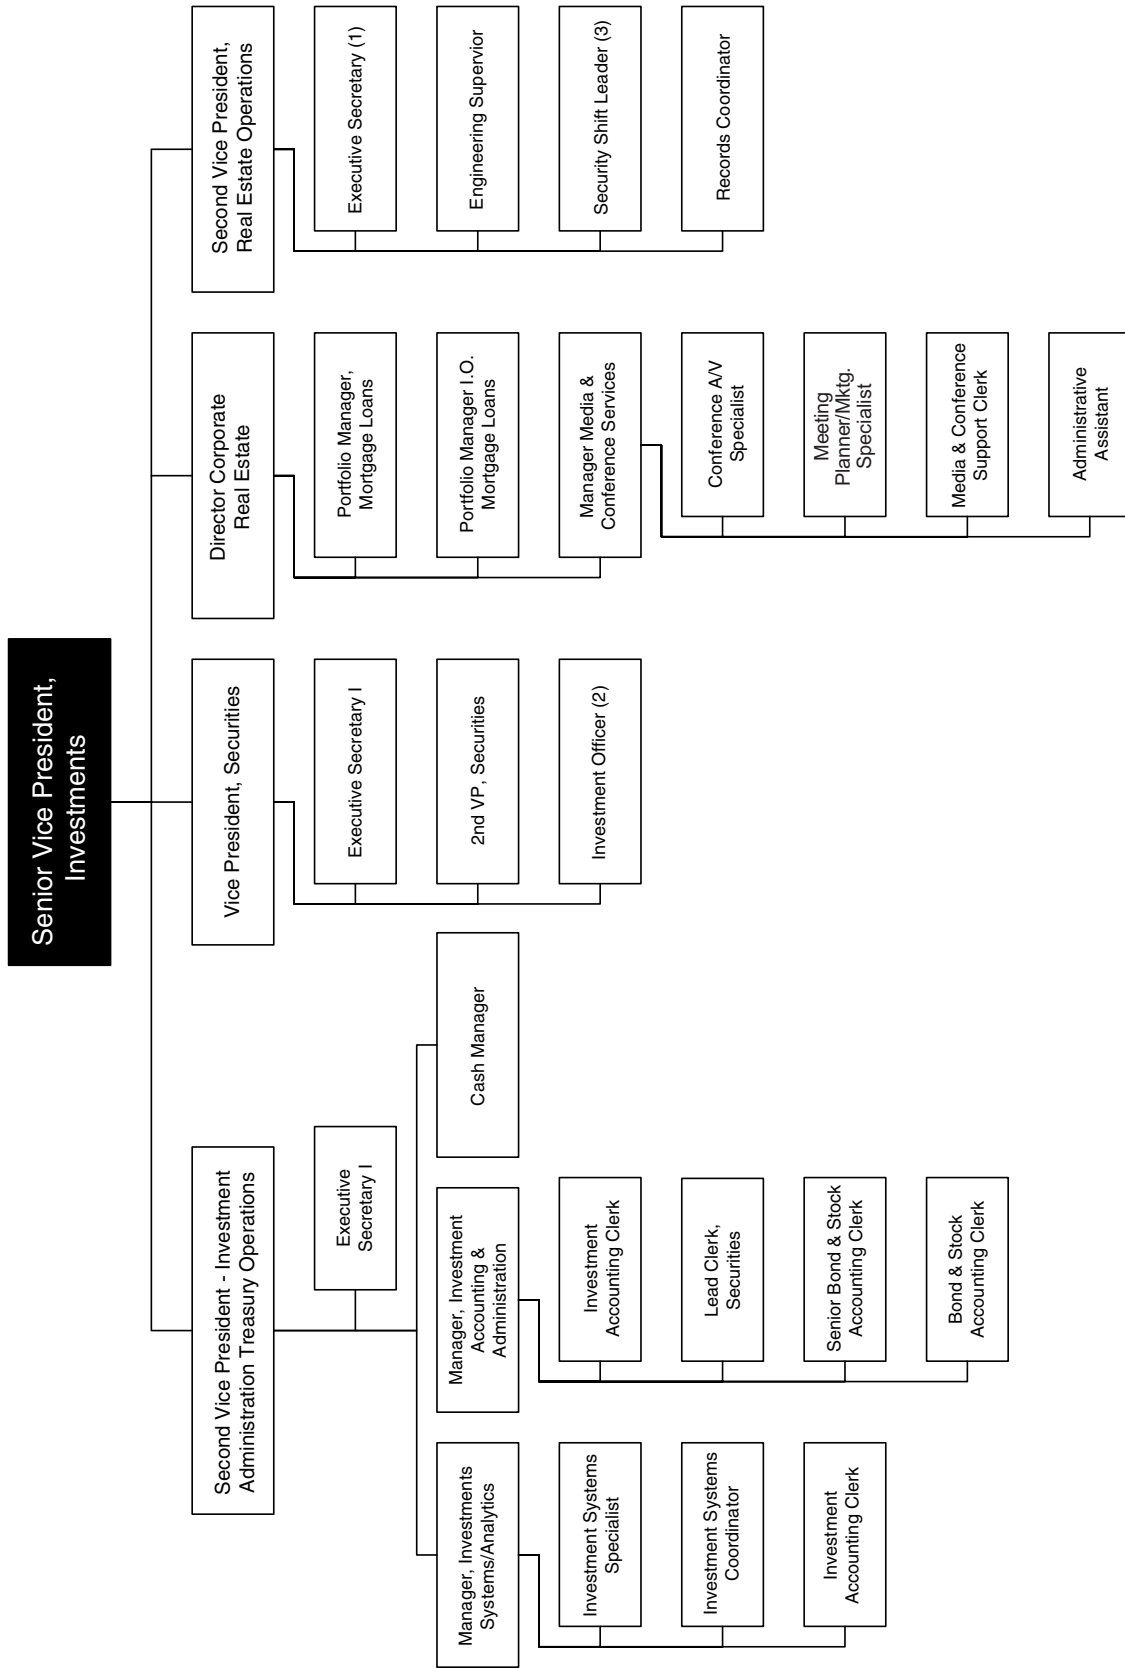 Senior Vice President,
Investments
Second Vice President - Investment
Administration Treasury Operations
Executive
Secretary I
Manager, Investments
Systems/Analytics
Investment Systems
Specialist
Investment Systems
Coordinator
Investment
Accounting Clerk
Manager, Investment
Accounting &
Administration
Investment
Accounting Clerk
Lead Clerk,
Securities
Senior Bond & Stock
Accounting Clerk
Bond & Stock
Accounting Clerk
Cash Manager
Vice President, Securities
Executive Secretary I
2nd VP, Securities
Investment Officer (2)
Director Corporate
Real Estate
Portfolio Manager,
Mortgage Loans
Portfolio Manager I.O.
Mortgage Loans
Manager Media &
Conference Services
Conference A/V
Specialist
Meeting
Planner/Mktg.
Specialist
Media & Conference
Support Clerk
Administrative
Assistant
Second Vice President,
Real Estate Operations
Executive Secretary (1)
Engineering Supervior
Security Shift Leader (3)
Records Coordinator